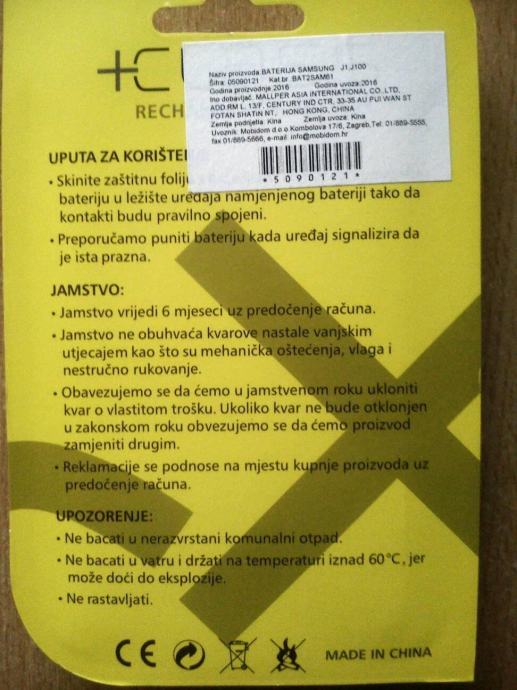 +CU
RECH
Naziv proizvoda:BATERIJA SAMSUNG J1,J100
Šifra: 05090121 Kat.br.:BAT2SAM61
Godina proizvodnje 2016 Godina uvoza:2016
Ino dobavljač: MALLPER ASIA INTERNATIONAL CO.,LTD,
ADD:RM L. 13/F, CENTURY IND CTR, 33-35 AU PUI WAN ST
FOTAN SHATIN NT, HONG KONG, CHINA
Zemlja podrijetla: Kina Zemlja uvoza: Kina
Uvoznik: Mobidom d.o.o.Kombolova 17/6, Zagreb,Tel: 01/889-5555,
fax 01/889-5666, e-mail: info@mobidom.hr
*5090121*
UPUTA ZA KORIŠTE
• Skinite zaštitnu foliju
bateriju u ležište uređaja namjenjenog bateriji tako da
kontakti budu pravilno spojeni.
• Preporučamo puniti bateriju kada uređaj signalizira da
je ista prazna.
JAMSTVO:
• Jamstvo vrijedi 6 mjeseci uz predočenje računa.
• Jamstvo ne obuhvaća kvarove nastale vanjskim
utjecajem kao što su mehanička oštećenja, vlaga i
nestručno rukovanje.
• Obavezujemo se da ćemo u jamstvenom roku ukloniti
kvar o vlastitom trošku. Ukoliko kvar ne bude otklonjen
u zakonskom roku obvezujemo se da ćemo proizvod
zamjeniti drugim.
• Reklamacije se podnose na mjestu kupnje proizvoda uz
predočenje računa.
UPOZORENJE:
• Ne bacati u nerazvrstani komunalni otpad.
• Ne bacati u vatru i držati na temperaturi iznad 60°C, jer
može doći do eksplozije.
• Ne rastavljati.
CE MADE IN CHINA